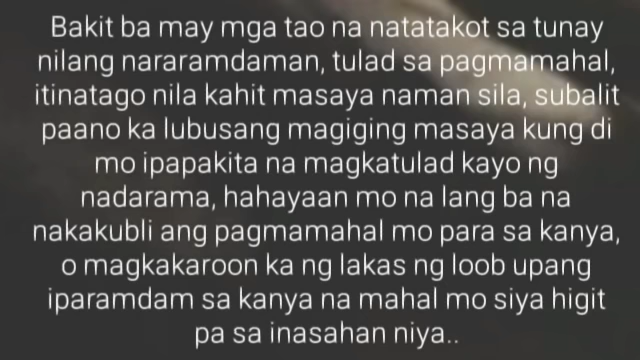 Bakit ba may mga tao na natatakot sa tunay
nilang nararamdaman, tulad sa pagmamahal,
itinatago nila kahit masaya naman sila, subalit
paano ka lubusang magiging masaya kung di
mo ipapakita na magkatulad kayo ng
nadarama, hahayaan mo na lang ba na
nakakubli ang pagmamahal mo para sa kanya,
o magkakaroon ka ng lakas ng loob upang
iparamdam sa kanya na mahal mo siya higit
pa sa inasahan niya..